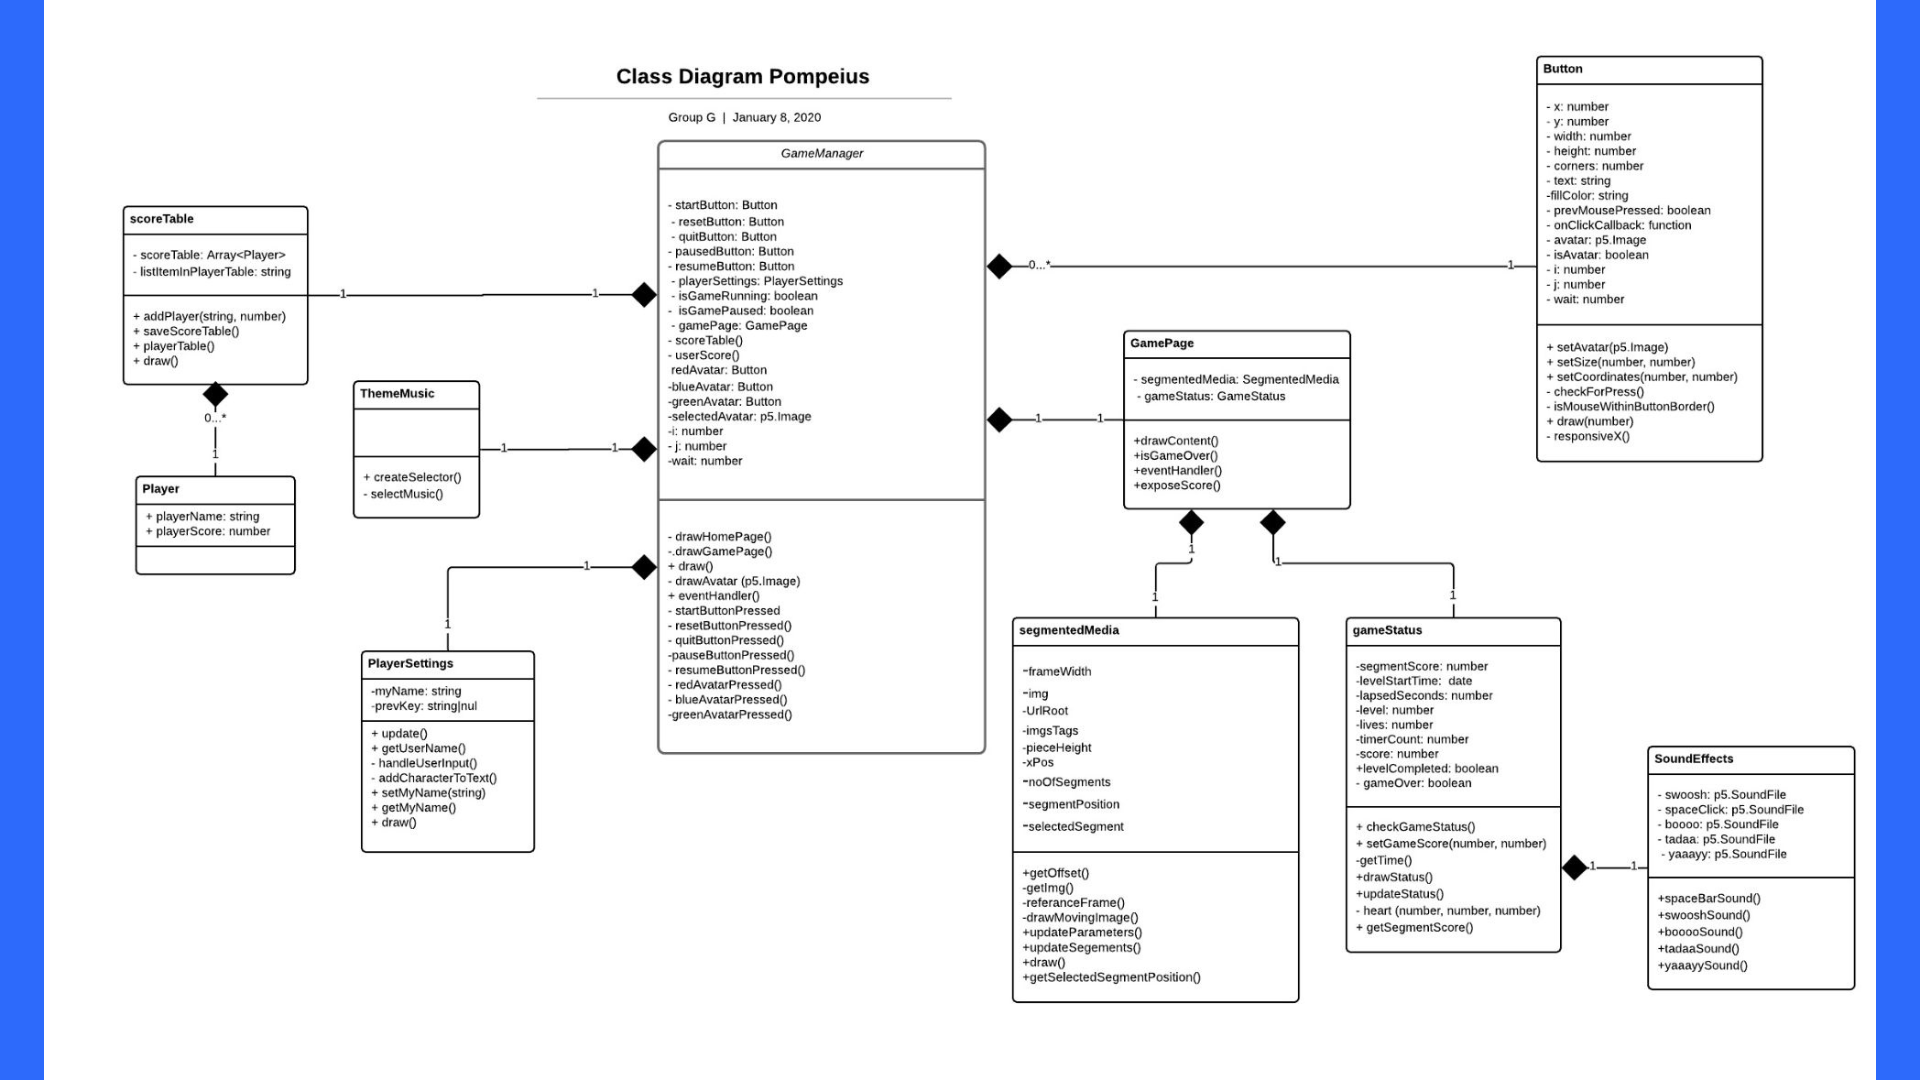 Class Diagram Pompeius
Group G | January 8, 2020
scoreTable
- scoreTable: Array<Player>
- listItemInPlayerTable: string
+ addPlayer(string, number)
+ saveScoreTable()
+ playerTable()
+ draw()
1
1
0...*
1
Player
+ playerName: string
+ playerScore: number
ThemeMusic
+ createSelector()
- selectMusic()
1
1
1
1
PlayerSettings
-myName: string
-prevKey: string|nul
+ update()
+ getUserName()
- handleUserInput()
- addCharacterToText()
+ setMyName(string)
+ getMyName()
+ draw()
GameManager
- startButton: Button
- resetButton: Button
- quitButton: Button
- pausedButton: Button
- resumeButton: Button
- playerSettings: PlayerSettings
- isGameRunning: boolean
- isGamePaused: boolean
- gamePage: GamePage
- scoreTable()
- userScore()
redAvatar: Button
-blueAvatar: Button
-greenAvatar: Button
-selectedAvatar: p5.Image
-i: number
- j: number
-wait: number
- drawHomePage()
-.drawGamePage()
+ draw()
- drawAvatar (p5.Image)
+ eventHandler()
- startButtonPressed
- resetButtonPressed()
- quitButtonPressed()
-pauseButtonPressed()
- resumeButtonPressed()
- redAvatarPressed()
- blueAvatarPressed()
-greenAvatarPressed()
0...*
1
Button
- x: number
- y: number
- width: number
- height: number
- corners: number
- text: string
-fillColor: string
- prevMousePressed: boolean
- onClickCallback: function
- avatar: p5.Image
- isAvatar: boolean
- i: number
- j: number
- wait: number
+ setAvatar(p5.Image)
+ setSize(number, number)
+ setCoordinates(number, number)
- checkForPress()
- isMouseWithinButtonBorder()
+ draw(number)
- responsiveX()
1
1
GamePage
- segmentedMedia: SegmentedMedia
- gameStatus: GameStatus
+drawContent()
+isGameOver()
+eventHandler()
+exposeScore()
1
1
1
1
segmentedMedia
-frameWidth
-img
-UrlRoot
-imgsTags
-pieceHeight
-xPos
-noOfSegments
-segmentPosition
-selectedSegment
+getOffset()
-getImg()
-referanceFrame()
-drawMovingImage()
+updateParameters()
+updateSegements()
+draw()
+getSelectedSegmentPosition()
gameStatus
-segmentScore: number
-levelStartTime: date
-lapsedSeconds: number
-level: number
-lives: number
-timerCount: number
-score: number
+levelCompleted: boolean
- gameOver: boolean
+ checkGameStatus()
+ setGameScore(number, number)
-getTime()
+drawStatus()
+updateStatus()
- heart (number, number, number)
+ getSegmentScore()
1
1
SoundEffects
- swoosh: p5.SoundFile
- spaceClick: p5.SoundFile
- boooo: p5.SoundFile
- tadaa: p5.SoundFile
- yaaayy: p5.SoundFile
+spaceBarSound()
+swooshSound()
+booooSound()
+tadaaSound()
+yaaayySound()